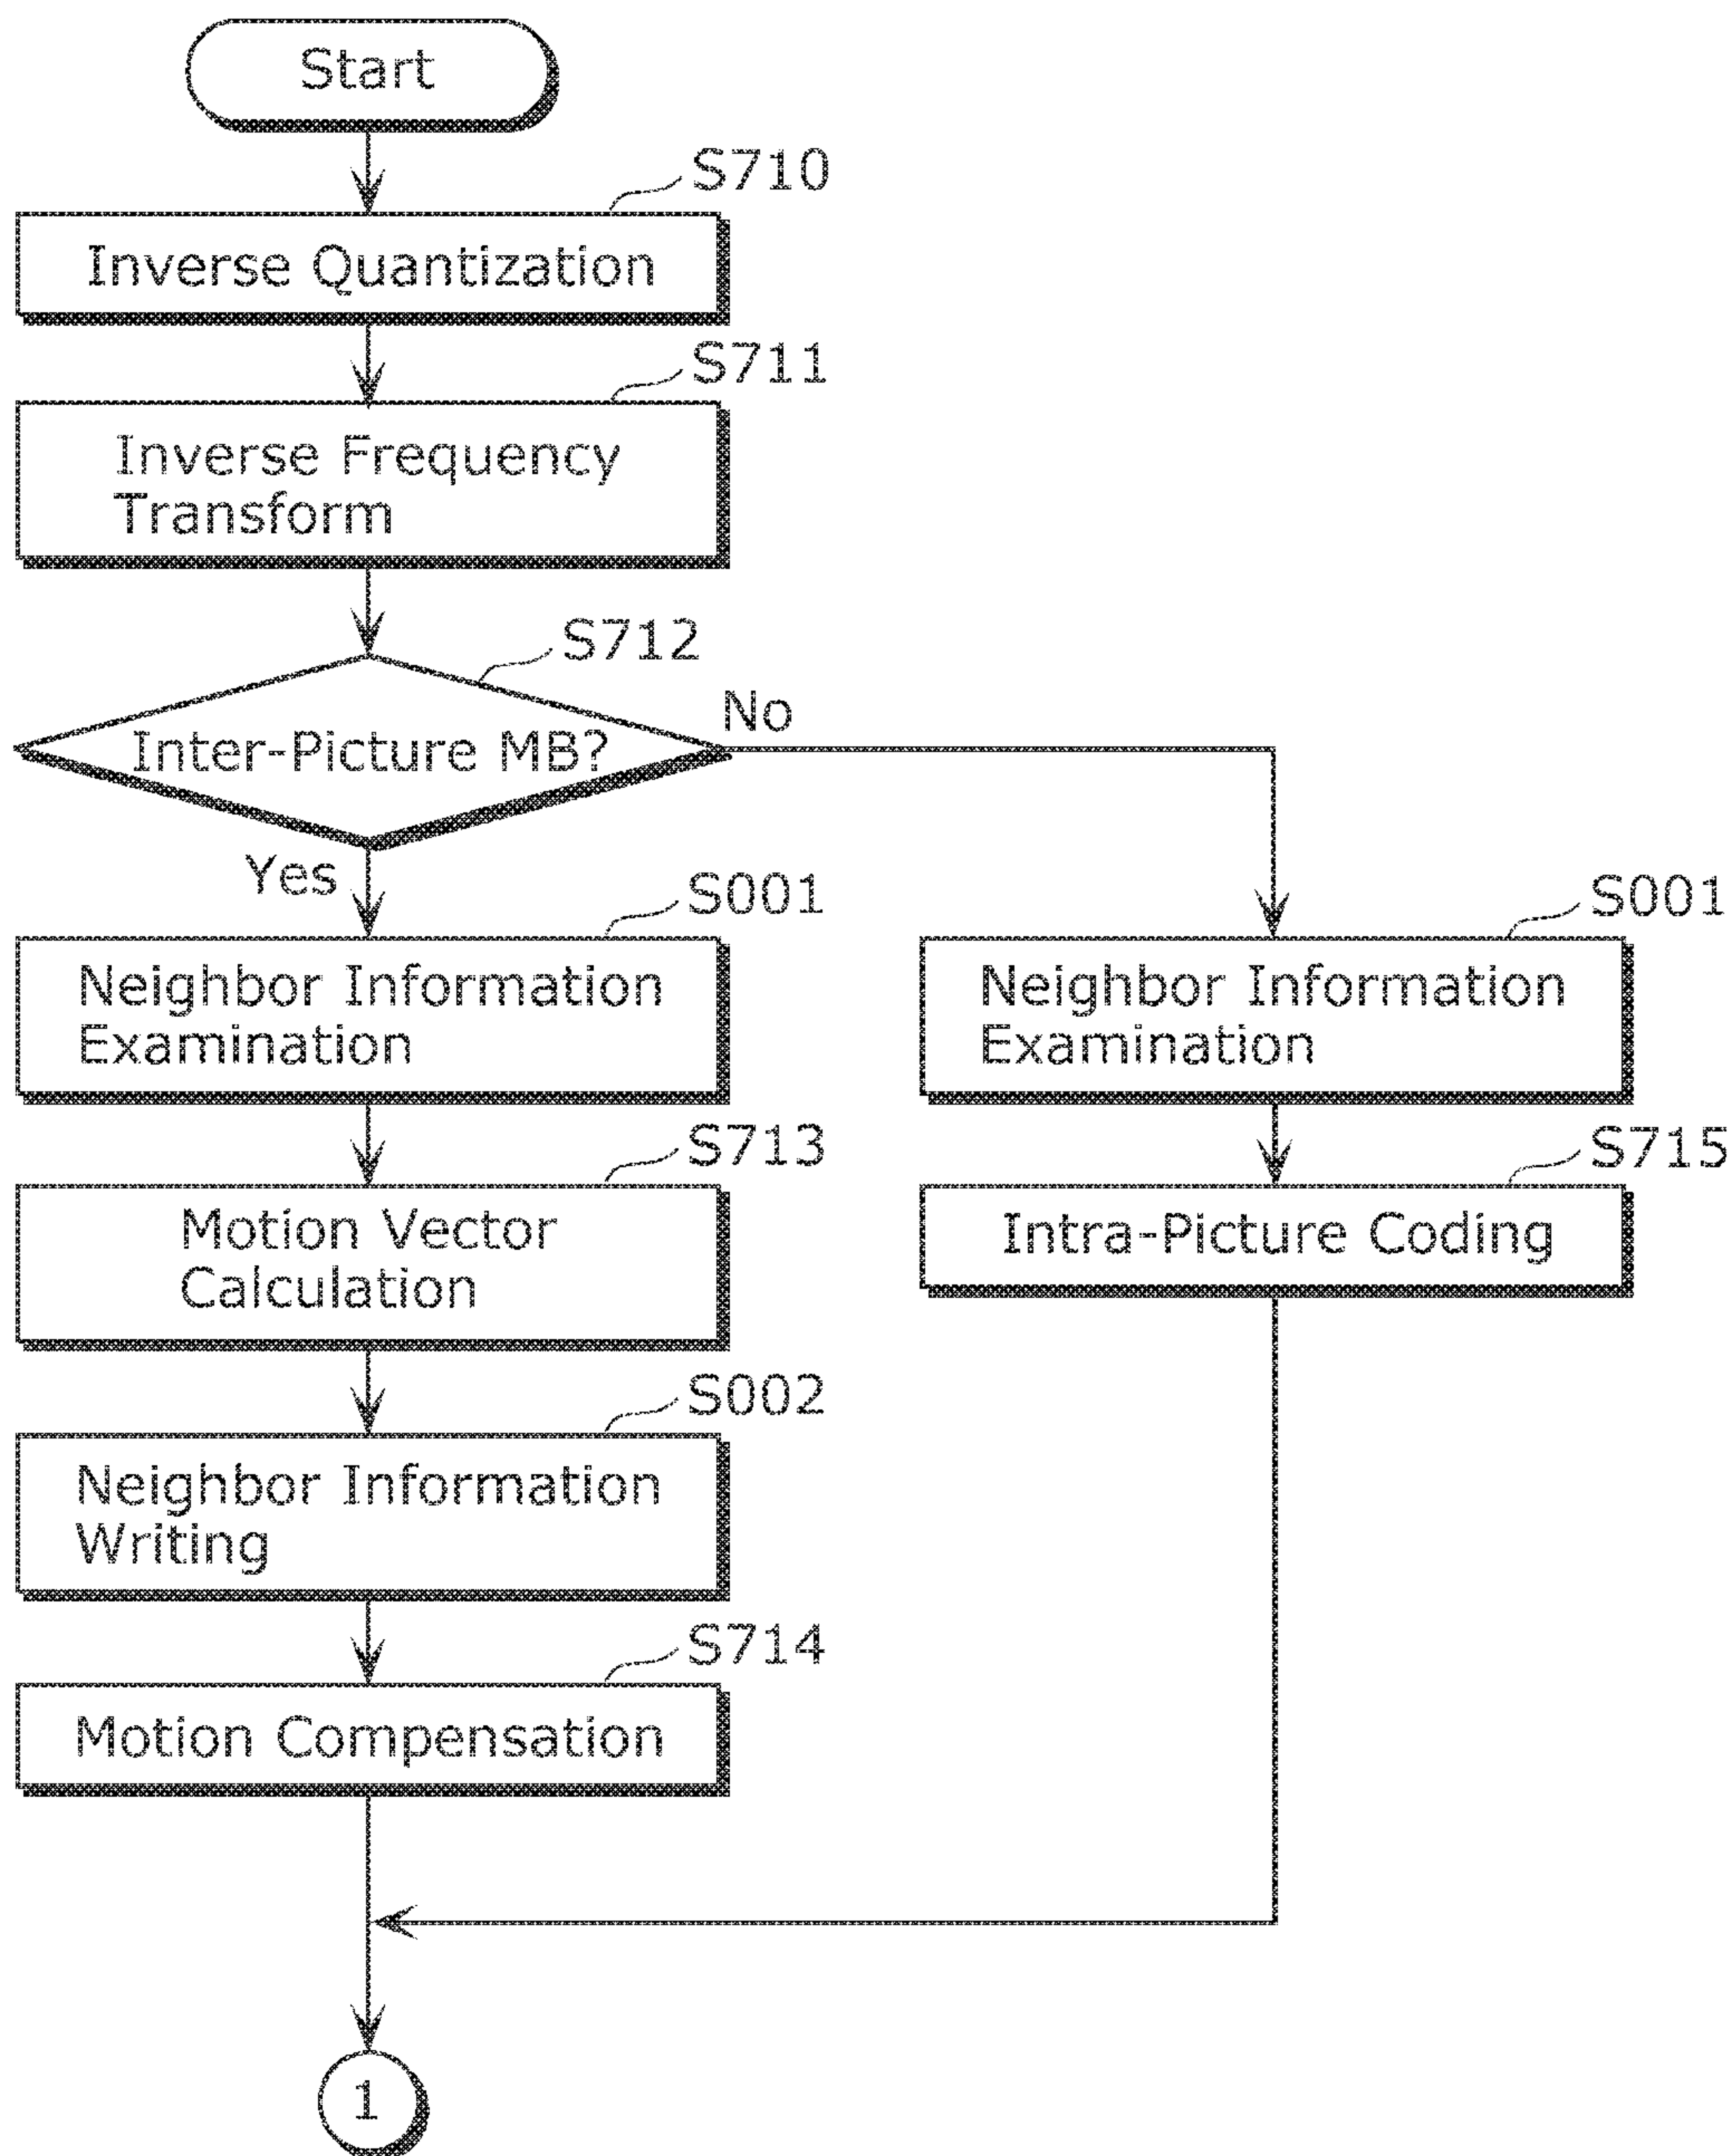 Start
S710
Inverse Quantization
S711
Inverse Frequency
Transform
S712
Inter-Picture MB?
No
Yes
S001
Neighbor Information
Examination
S713
Motion Vector
Calculation
S002
Neighbor Information
Writing
S714
Motion Compensation
S001
Neighbor Information
Examination
S715
Intra-Picture Coding
1